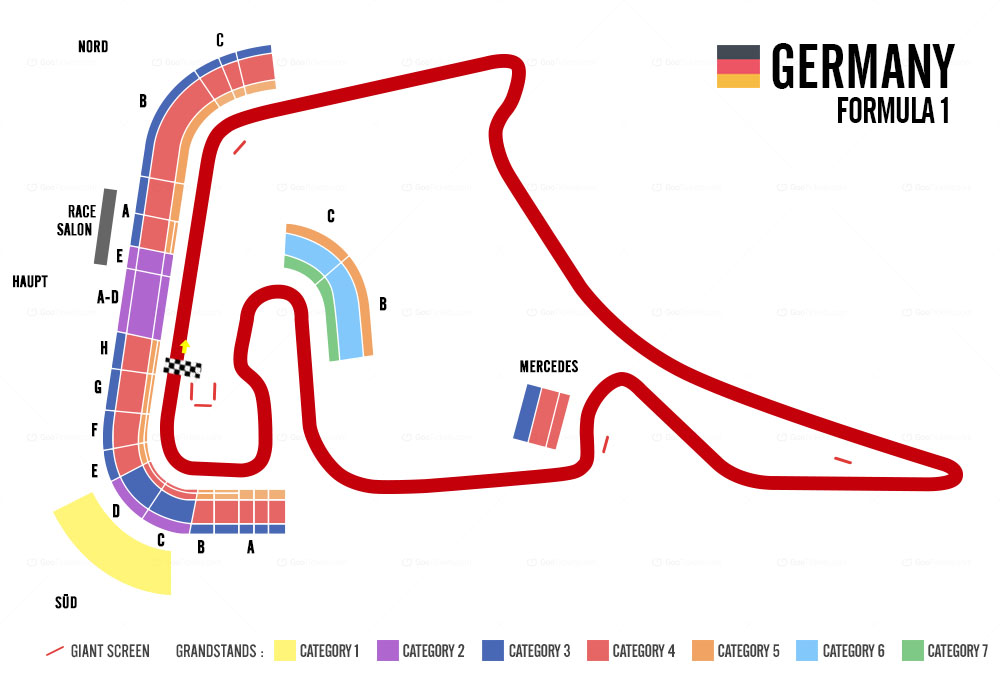 GERMANY
FORMULA 1
NORD
C
B
RACE
SALON
A
E
HAUPT
A-D
H
G
F
E
D
C
B
A
SÜD
C
B
MERCEDES
GIANT SCREEN
GRANDSTANDS :
CATEGORY 1
CATEGORY 2
CATEGORY 3
CATEGORY 4
CATEGORY 5
CATEGORY 6
CATEGORY 7